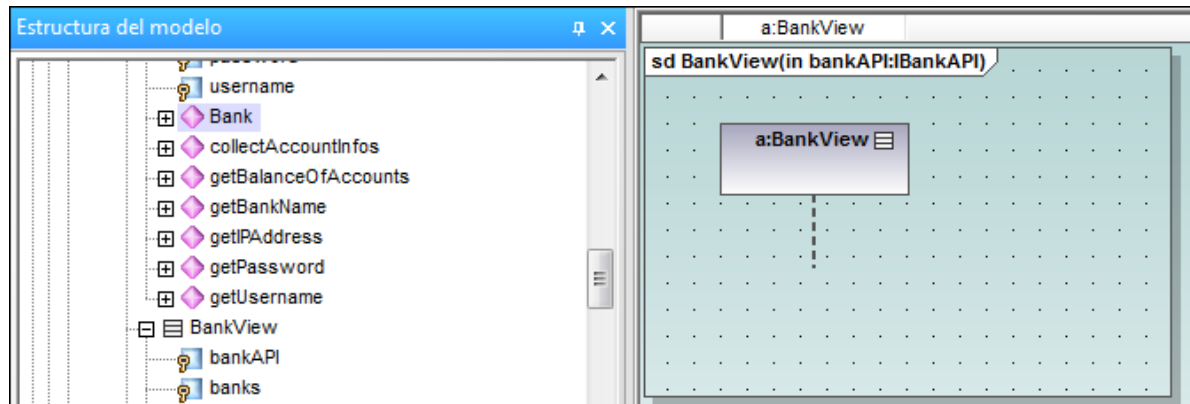 Estructura del modelo
password
username
Bank
collectAccountInfos
getBalanceOfAccounts
getBankName
getIPAddress
getPassword
getUsername
BankView
bankAPI
banks
a:BankView
sd BankView(in bankAPI:IBankAPI)
a:BankView